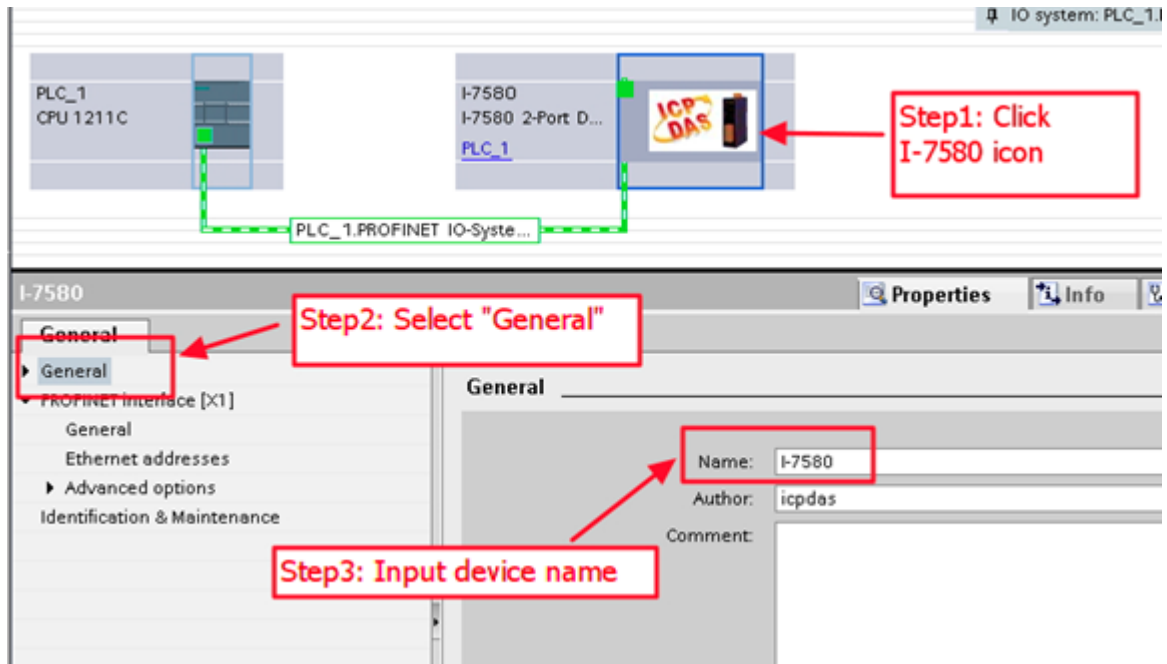 IO system: PLC_1.
PLC_1
CPU 1211C
I-7580
I-7580 2-Port D...
PLC_1
ICP
DAS
Step1: Click
I-7580 icon
PLC_1.PROFINET IO-Syste...
I-7580
Properties
Info
General
Step2: Select "General"
General
PROFINET interface [X1]
General
Ethernet addresses
Advanced options
Identification & Maintenance
General
Name:
I-7580
Author:
icpdas
Comment:
Step3: Input device name